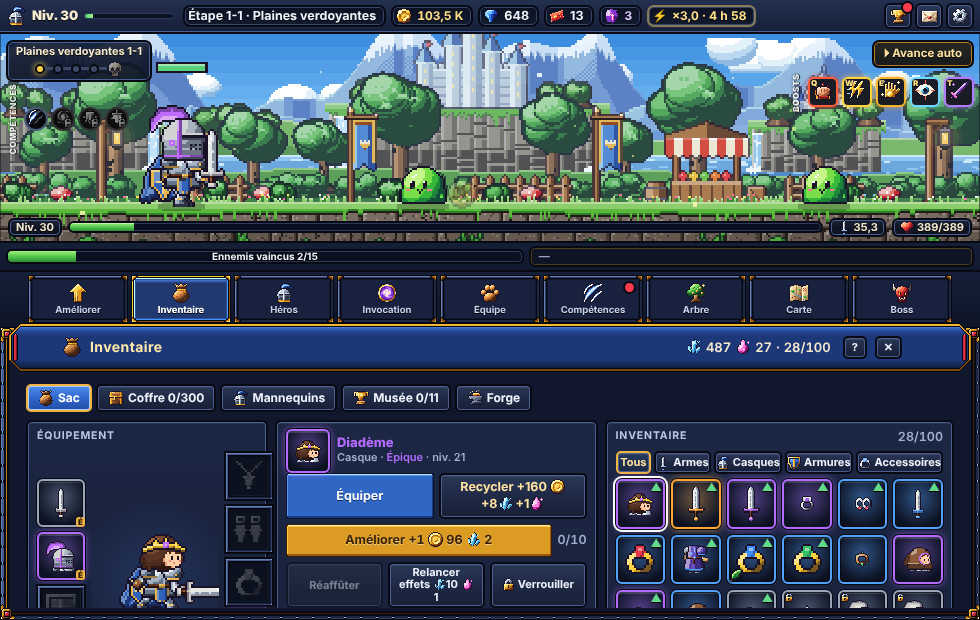 Niv. 30
Étape 1-1 · Plaines verdoyantes
103,5 K
648
13
3
×3,0 · 4 h 58
Plaines verdoyantes 1-1
Avance auto
COMPÉTENCES
BOOSTS
Q
W
E
R
T
Niv. 30
35,3
389/389
Ennemis vaincus 2/15
—
Améliorer
Inventaire
Héros
Invocation
Equipe
Compétences
Arbre
Carte
Boss
Inventaire
487
27 · 28/100
?
×
Sac
Coffre 0/300
Mannequins
Musée 0/11
Forge
ÉQUIPEMENT
E
E
Diadème
Casque · Épique · niv. 21
Équiper
Recycler +160
+8 +1
Améliorer +1 96 2
0/10
Réaffûter
Relancer
effets 10
1
Verrouiller
INVENTAIRE
28/100
Tous
Armes
Casques
Armures
Accessoires